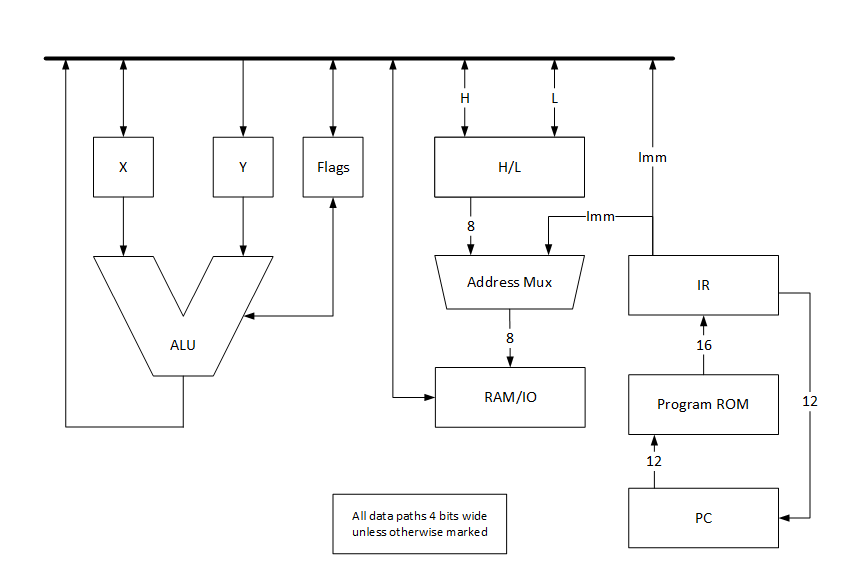 H
L
X
Y
Flags
H/L
Imm
8
Imm
Address Mux
IR
8
ALU
16
RAM/IO
Program ROM
12
12
All data paths 4 bits wide
unless otherwise marked
PC